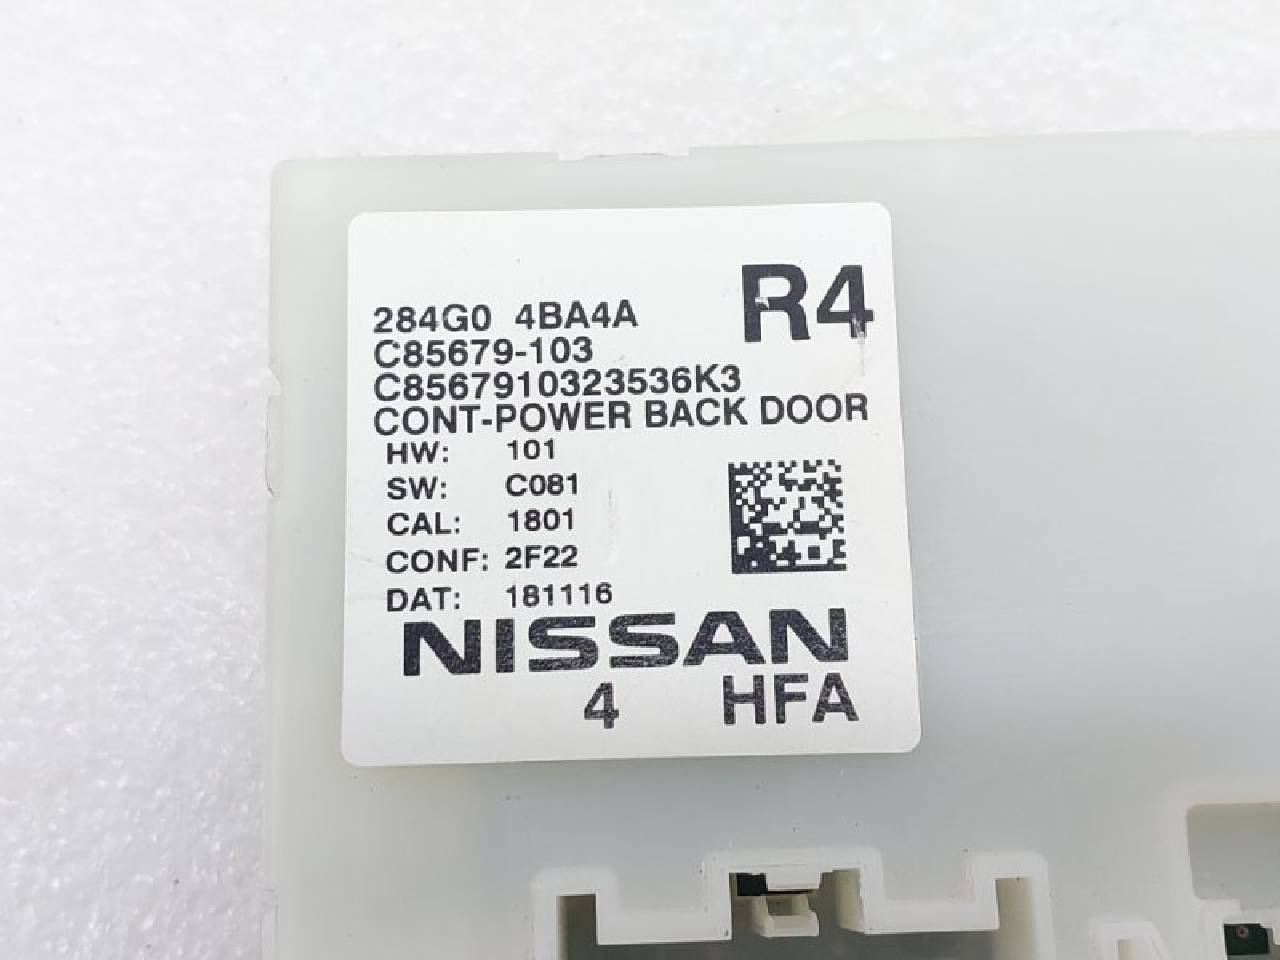 R4
284G0 4BA4A
C85679-103
C8567910323536K3
CONT-POWER BACK DOOR
HW: 101
SW: C081
CAL: 1801
CONF: 2F22
DAT: 181116
NISSAN
4 HFA